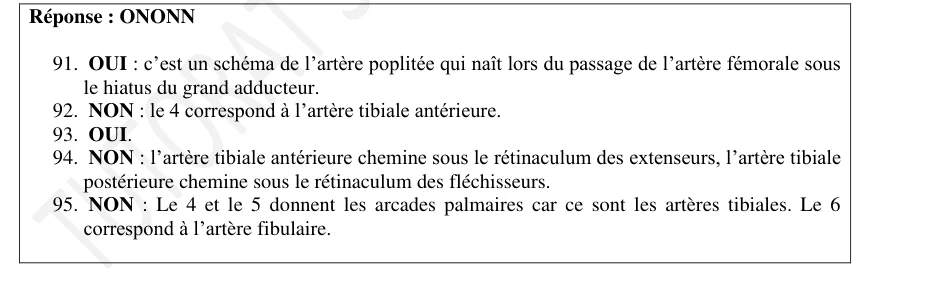 Réponse : ONONN
91. OUI : c’est un schéma de l’artère poplitée qui naît lors du passage de l’artère fémorale sous
le hiatus du grand adducteur.
92. NON : le 4 correspond à l’artère tibiale antérieure.
93. OUI.
94. NON : l’artère tibiale antérieure chemine sous le rétinaculum des extenseurs, l’artère tibiale
postérieure chemine sous le rétinaculum des fléchisseurs.
95. NON : Le 4 et le 5 donnent les arcades palmaires car ce sont les artères tibiales. Le 6
correspond à l’artère fibulaire.
TUTORAT